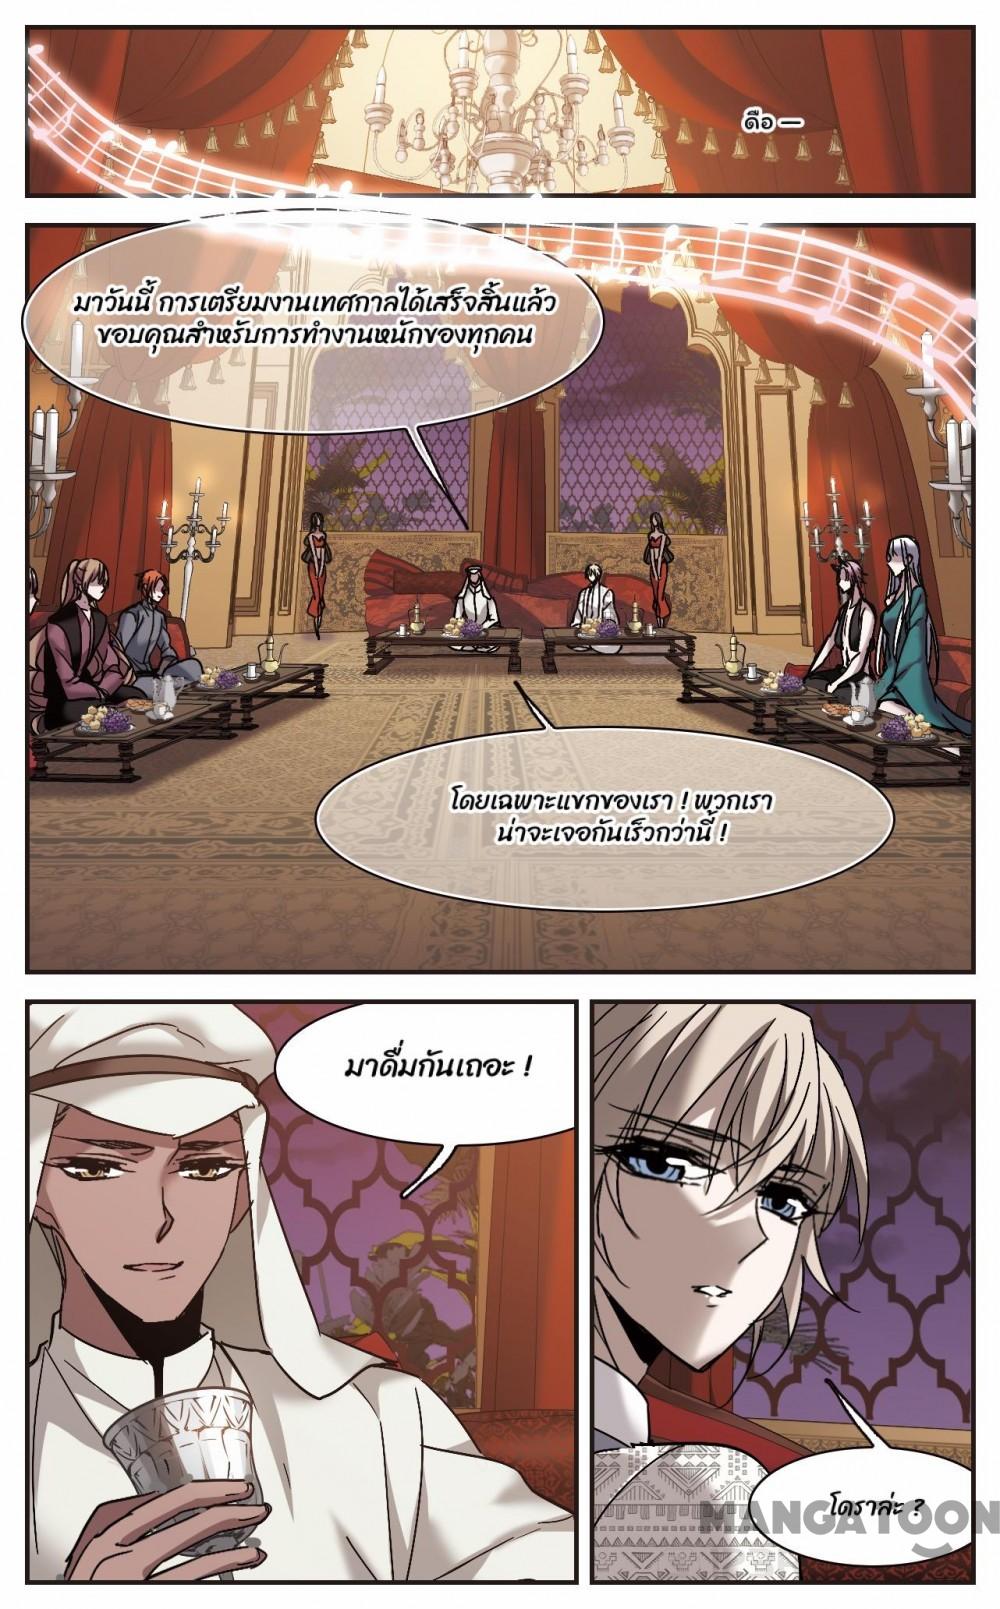 ดือ —
มาวันนี้ การเตรียมงานเทศกาลได้เสร็จสิ้นแล้ว
ขอบคุณสำหรับการทำงานหนักของทุกคน
โดยเฉพาะแขกของเรา ! พวกเรา
น่าจะเจอกันเร็วกว่านี้ !
มาดื่มกันเถอะ !
โดราล่ะ ?
MANGATOON